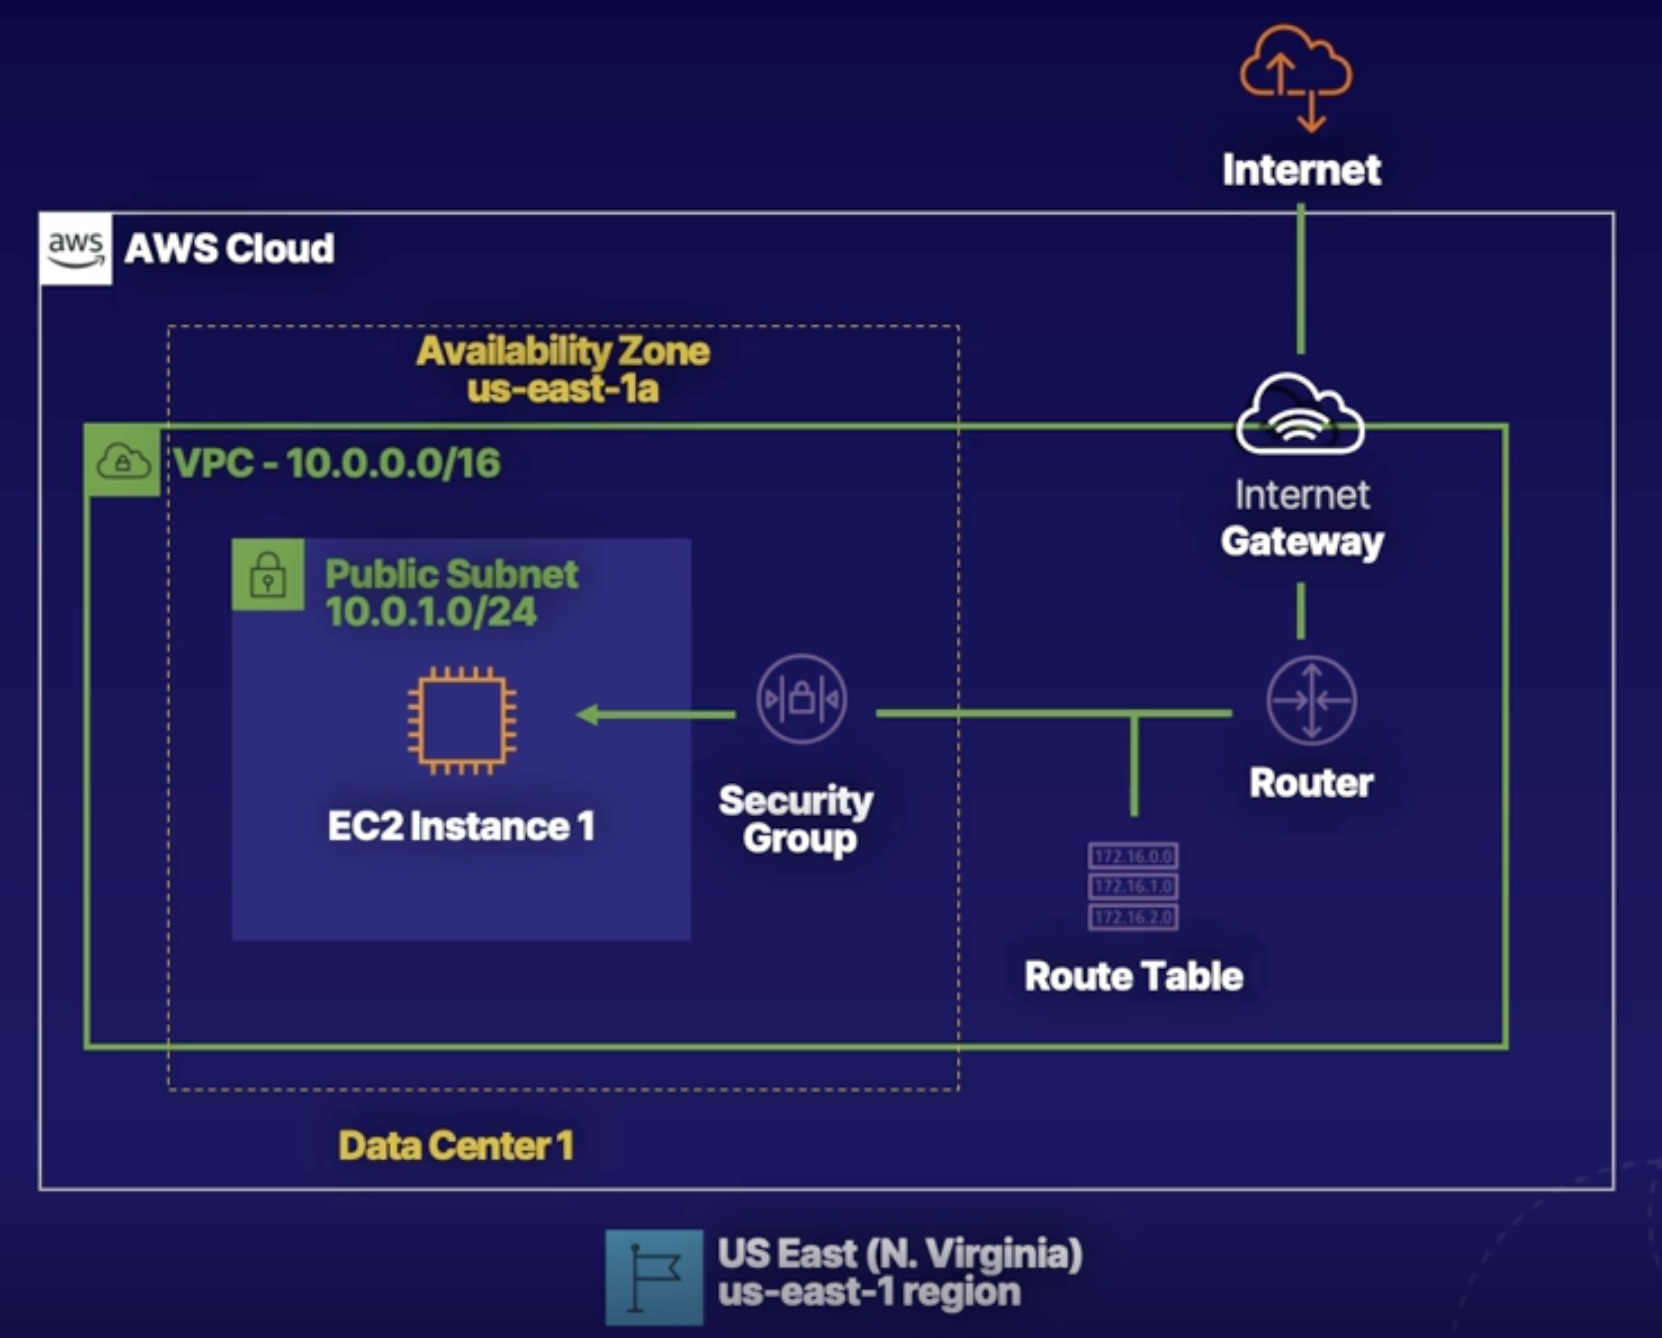 Internet
aws
AWS Cloud
Availability Zone
us-east-1a
VPC - 10.0.0.0/16
Internet
Gateway
Public Subnet
10.0.1.0/24
EC2 Instance 1
Security
Group
Router
172.16.0.0
172.16.1.0
172.16.2.0
Route Table
Data Center 1
US East (N. Virginia)
us-east-1 region